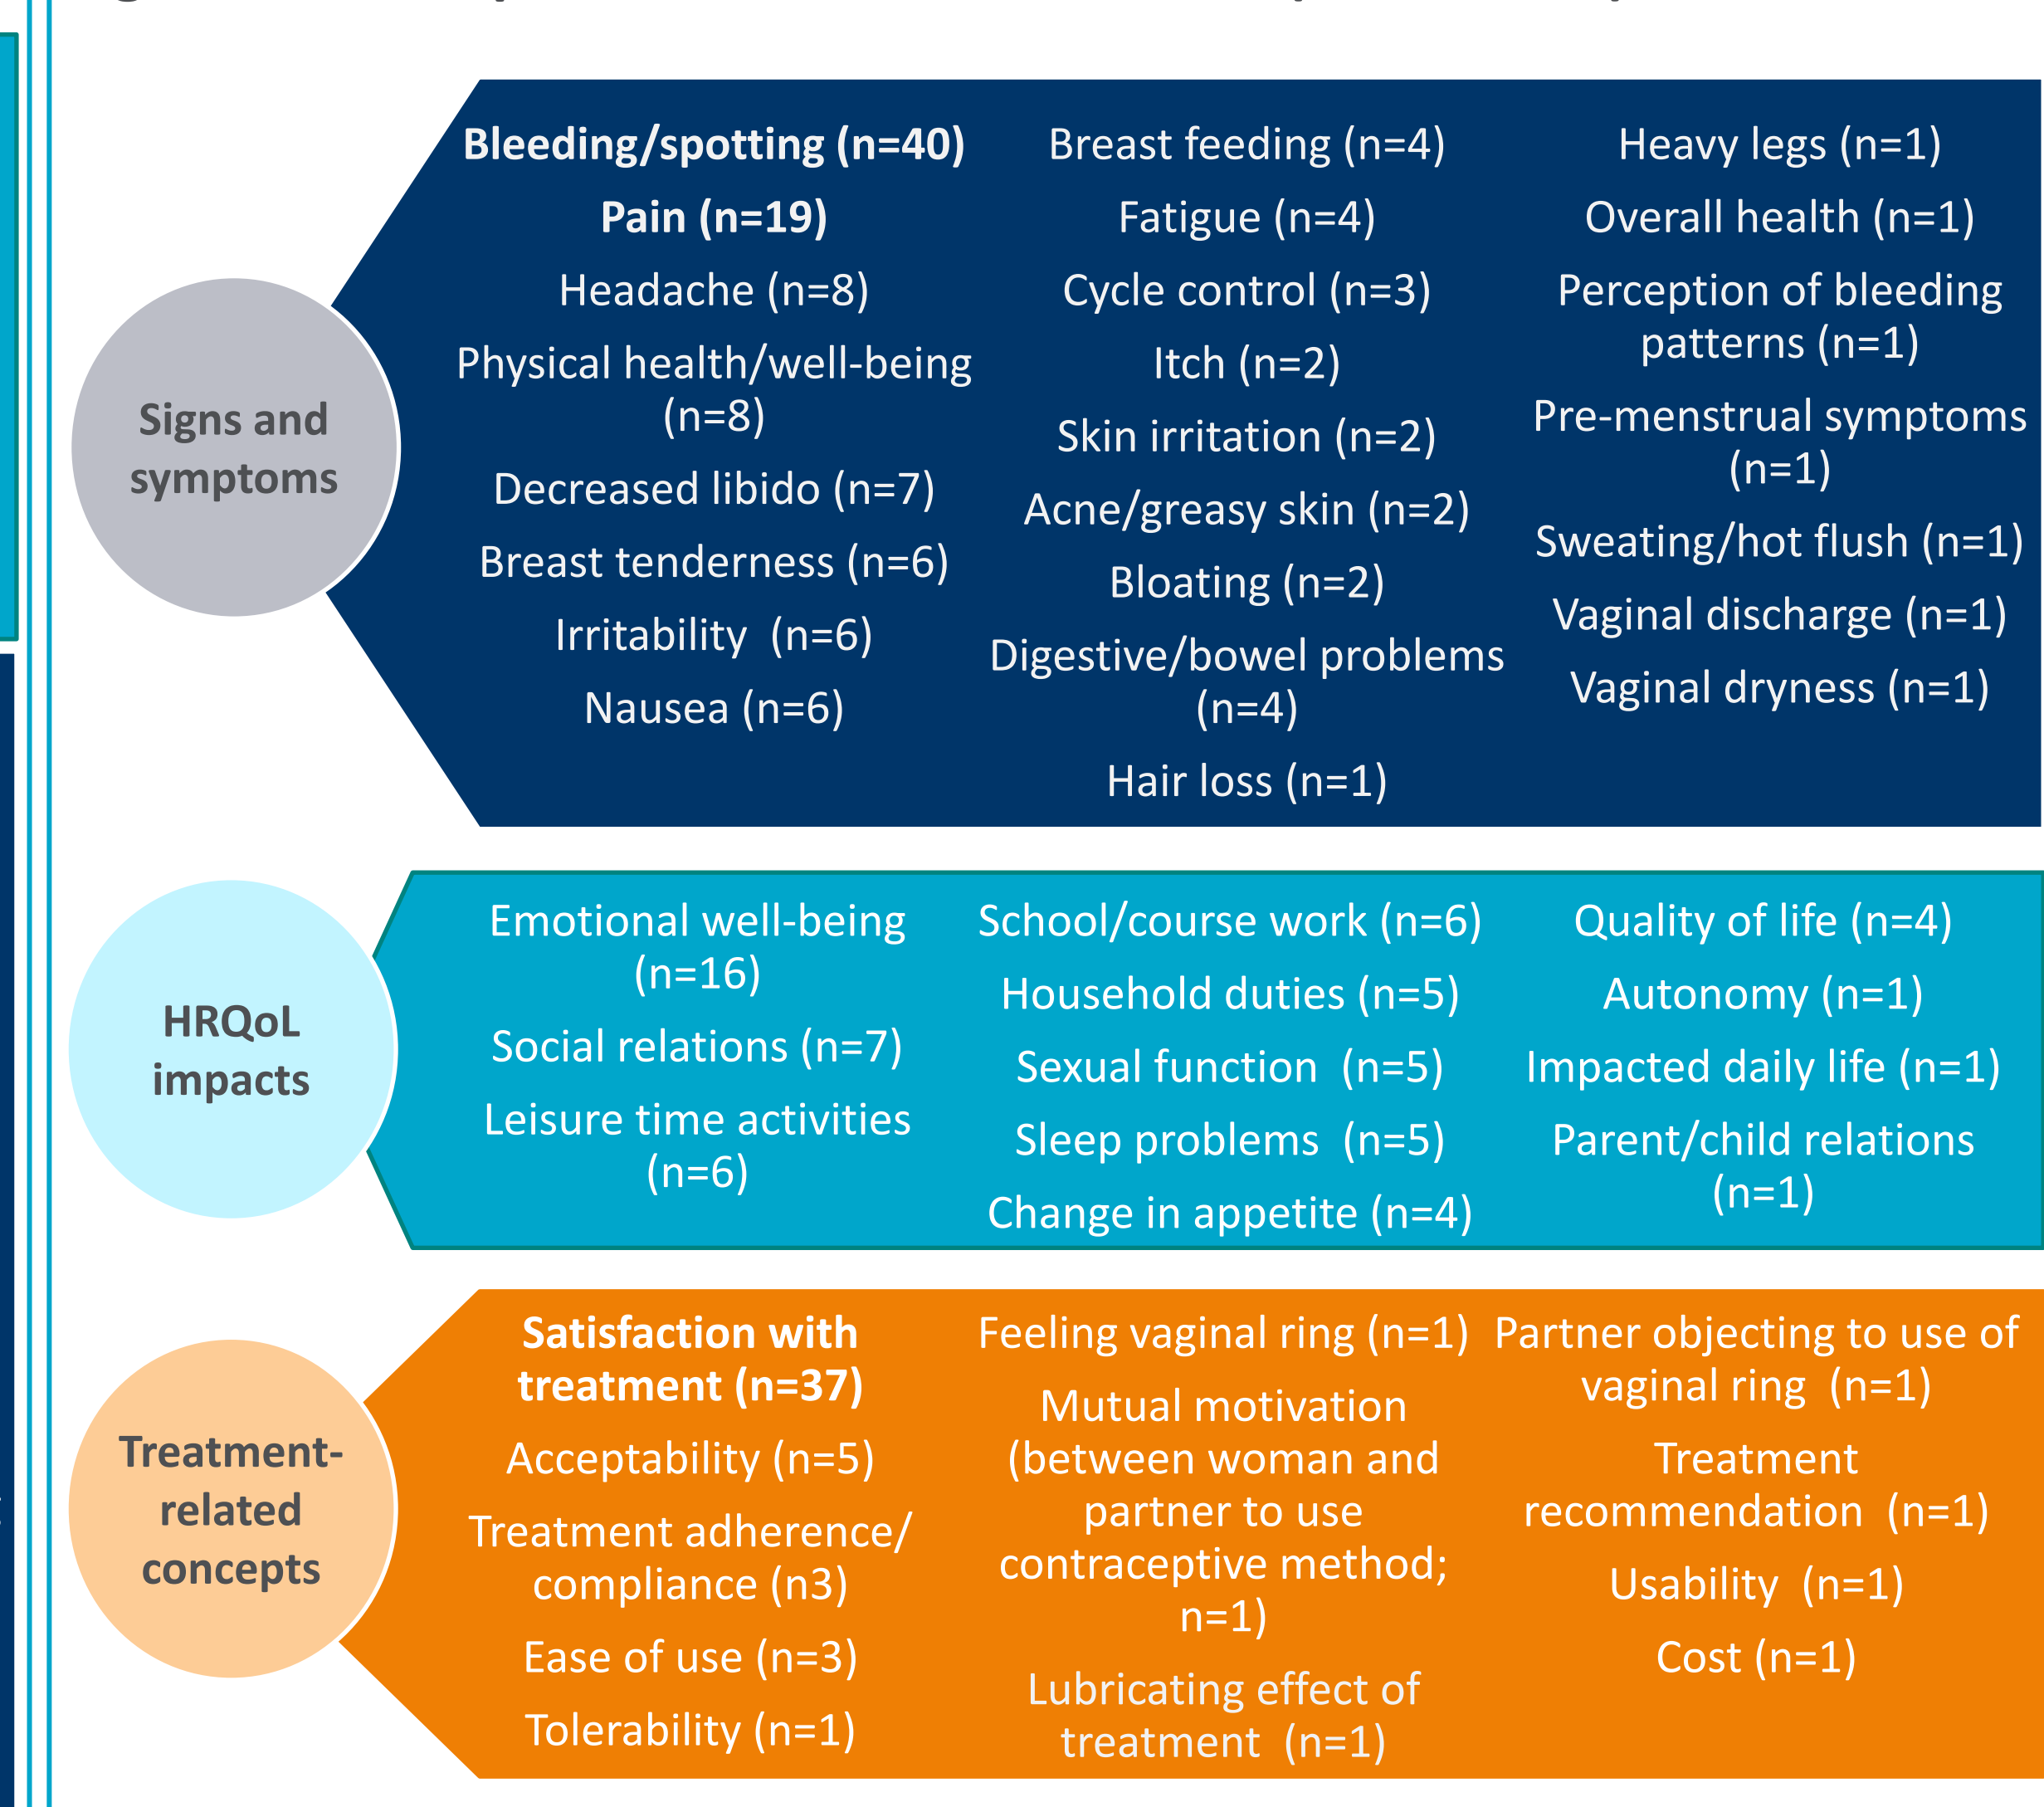 Signs and
symptoms
Bleeding/spotting (n=40)
Pain (n=19)
Headache (n=8)
Physical health/well-being
(n=8)
Decreased libido (n=7)
Breast tenderness (n=6)
Irritability  (n=6)
Nausea (n=6)
Breast feeding (n=4)
Fatigue (n=4)
Cycle control (n=3)
Itch (n=2)
Skin irritation (n=2)
Acne/greasy skin (n=2)
Bloating (n=2)
Digestive/bowel problems
(n=4)
Hair loss (n=1)
Heavy legs (n=1)
Overall health (n=1)
Perception of bleeding
patterns (n=1)
Pre-menstrual symptoms
(n=1)
Sweating/hot flush (n=1)
Vaginal discharge (n=1)
Vaginal dryness (n=1)
HRQoL
impacts
Emotional well-being
(n=16)
Social relations (n=7)
Leisure time activities
(n=6)
School/course work (n=6)
Household duties (n=5)
Sexual function  (n=5)
Sleep problems  (n=5)
Change in appetite (n=4)
Quality of life (n=4)
Autonomy (n=1)
Impacted daily life (n=1)
Parent/child relations
(n=1)
Treatment-
related
concepts
Satisfaction with
treatment (n=37)
Acceptability (n=5)
Treatment adherence/
compliance (n3)
Ease of use (n=3)
Tolerability (n=1)
Feeling vaginal ring (n=1)
Mutual motivation
(between woman and
partner to use
contraceptive method;
n=1)
Lubricating effect of
treatment  (n=1)
Partner objecting to use of
vaginal ring  (n=1)
Treatment
recommendation  (n=1)
Usability  (n=1)
Cost (n=1)